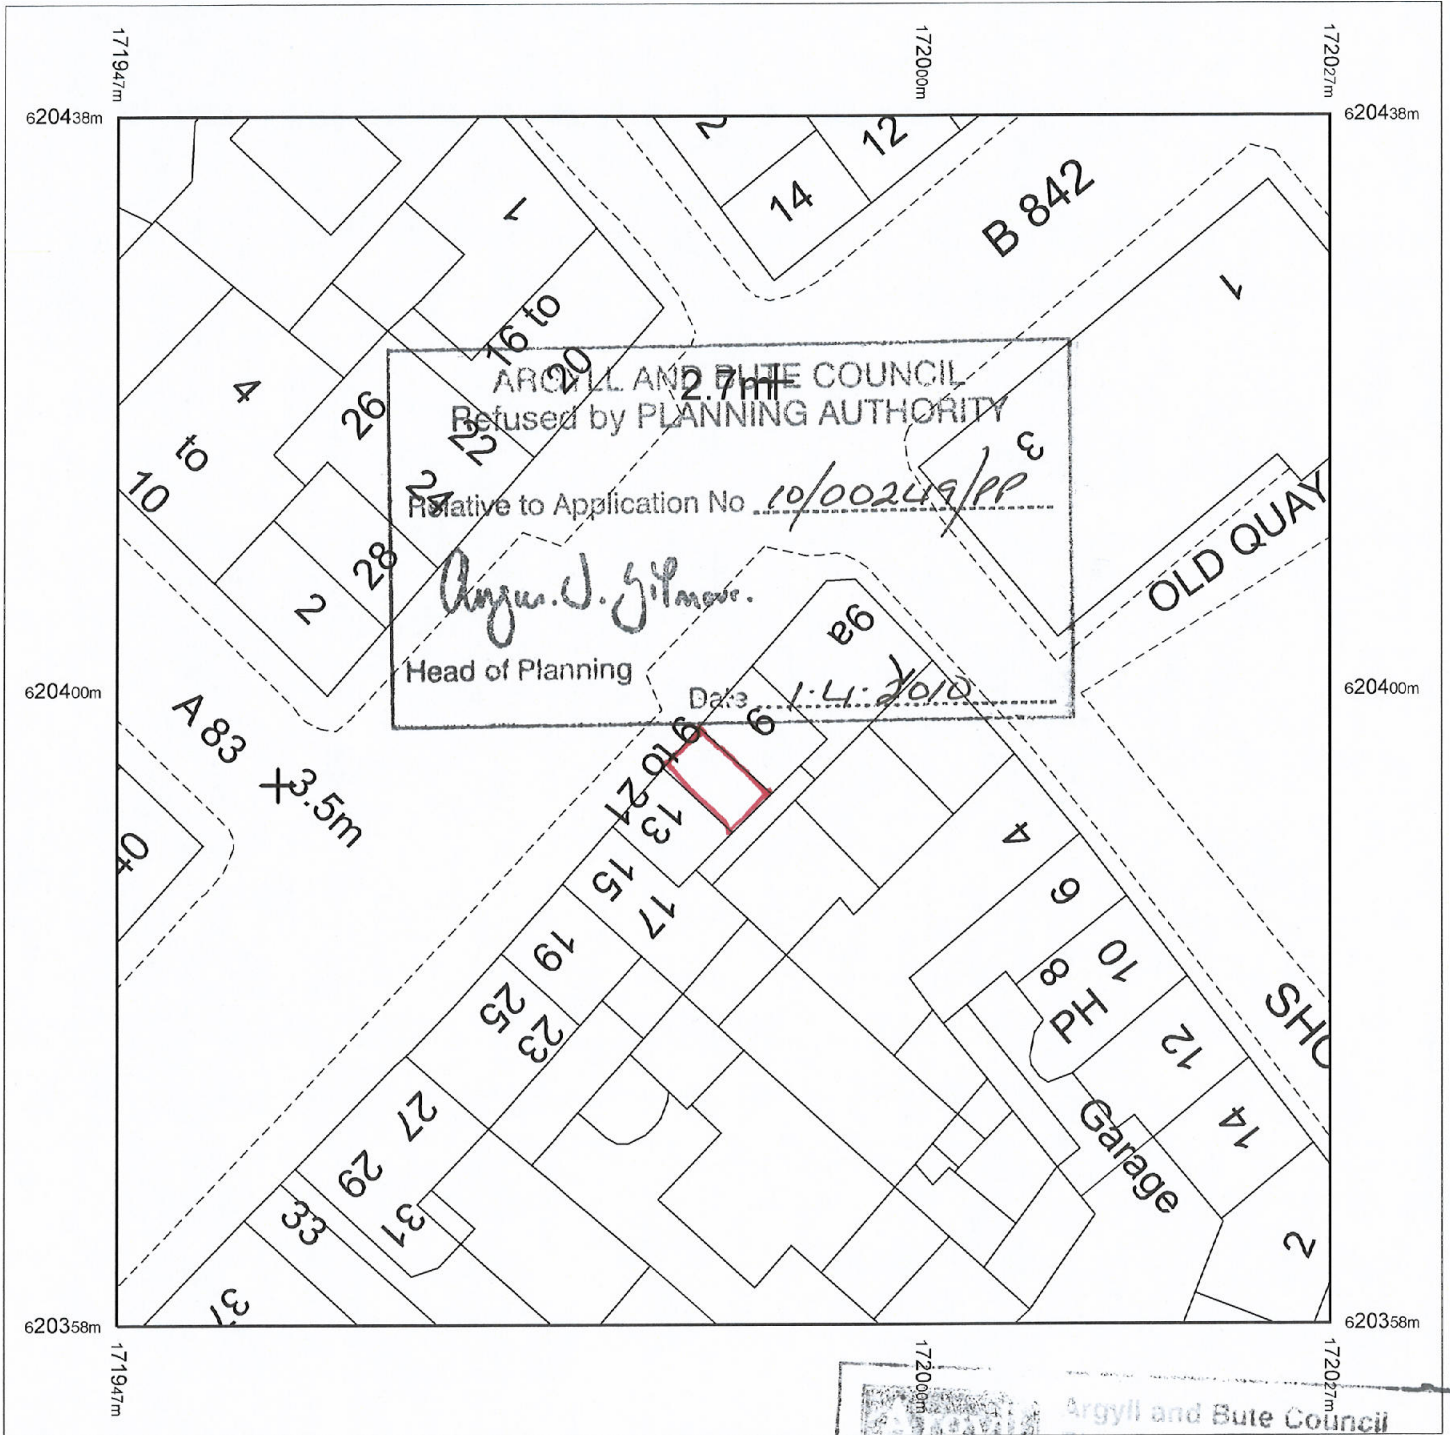 171947m
172000m
172027m
620438m
620438m
2
12
14
B 842
1
1
16 to
20
ARGYLL AND BUTE COUNCIL
2.7m+
Refused by PLANNING AUTHORITY
4
to
10
26
22
24
3
Relative to Application No 10/00249/PP
OLD QUAY
28
2
Angus. J. Gilmour.
9a
Head of Planning
620400m
620400m
Date 1.4.2010
A 83
+3.5m
9
9 to 21
13
15
17
19
25
23
27
29
31
33
37
40
4
6
8
10
PH
12
14
SHO
Garage
2
620358m
620358m
171947m
172000m
172027m
Argyll and Bute Council